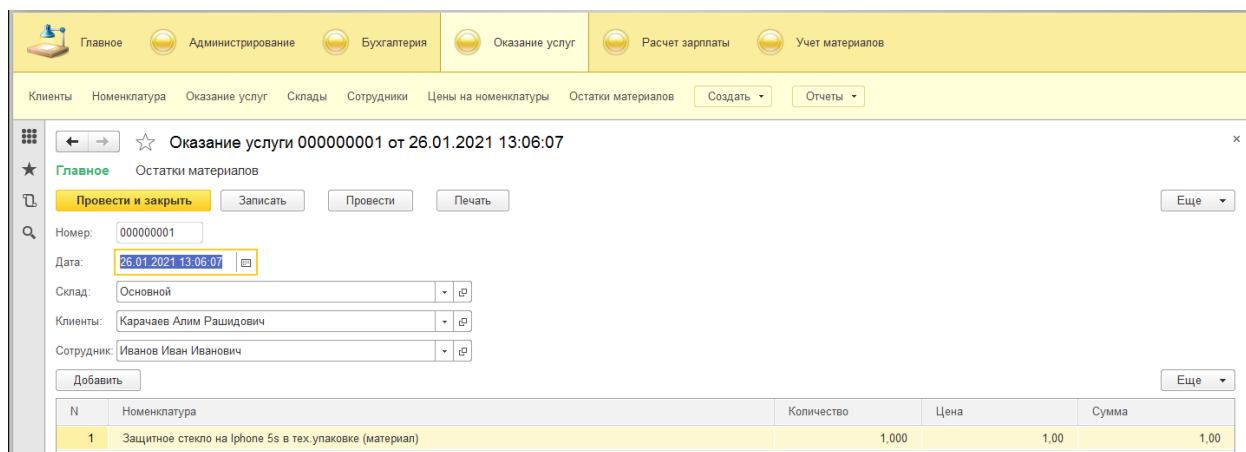 Главное Администрирование Бухгалтерия Оказание услуг Расчет зарплаты Учет материалов
Клиенты Номенклатура Оказание услуг Склады Сотрудники Цены на номенклатуры Остатки материалов Создать Отчеты
Оказание услуги 000000001 от 26.01.2021 13:06:07
Главное Остатки материалов
Провести и закрыть Записать Провести Печать Еще
Номер: 000000001
Дата: 26.01.2021 13:06:07
Склад: Основной
Клиенты: Карачаев Алим Рашидович
Сотрудник: Иванов Иван Иванович
Добавить Еще
N Номенклатура Количество Цена Сумма
1 Защитное стекло на Iphone 5s в тех.упаковке (материал) 1,000 1,00 1,00